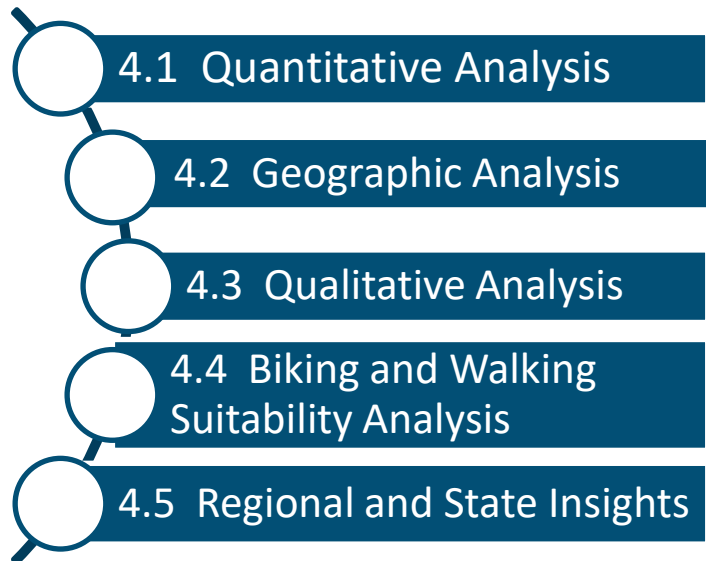 4.1 Quantitative Analysis
4.2 Geographic Analysis
4.3 Qualitative Analysis
4.4 Biking and Walking
Suitability Analysis
4.5 Regional and State Insights